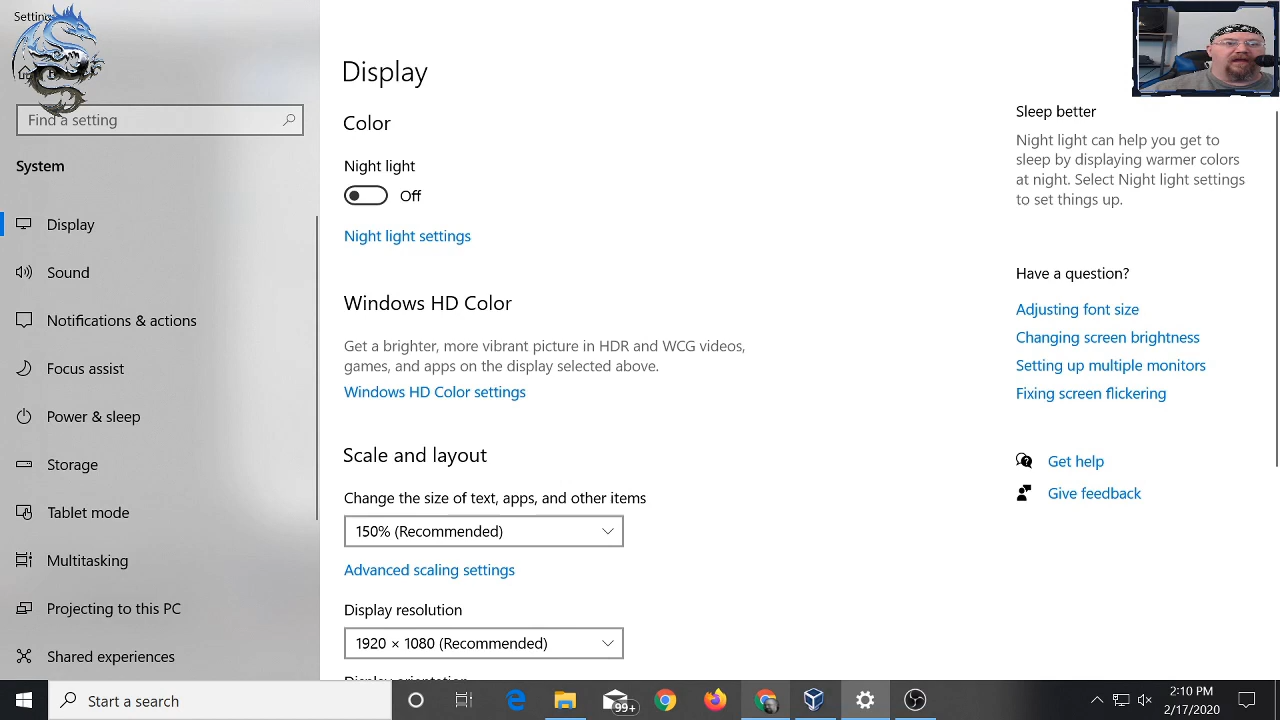 Settings
Find a setting
System
Display
Sound
Notifications & actions
Focus assist
Power & sleep
Storage
Tablet mode
Multitasking
Projecting to this PC
Shared experiences
Display
Color
Night light
Off
Night light settings
Windows HD Color
Get a brighter, more vibrant picture in HDR and WCG videos,
games, and apps on the display selected above.
Windows HD Color settings
Scale and layout
Change the size of text, apps, and other items
150% (Recommended)
Advanced scaling settings
Display resolution
1920 × 1080 (Recommended)
Display orientation
Sleep better
Night light can help you get to
sleep by displaying warmer colors
at night. Select Night light settings
to set things up.
Have a question?
Adjusting font size
Changing screen brightness
Setting up multiple monitors
Fixing screen flickering
Get help
Give feedback
Start a search
99+
2:10 PM
2/17/2020